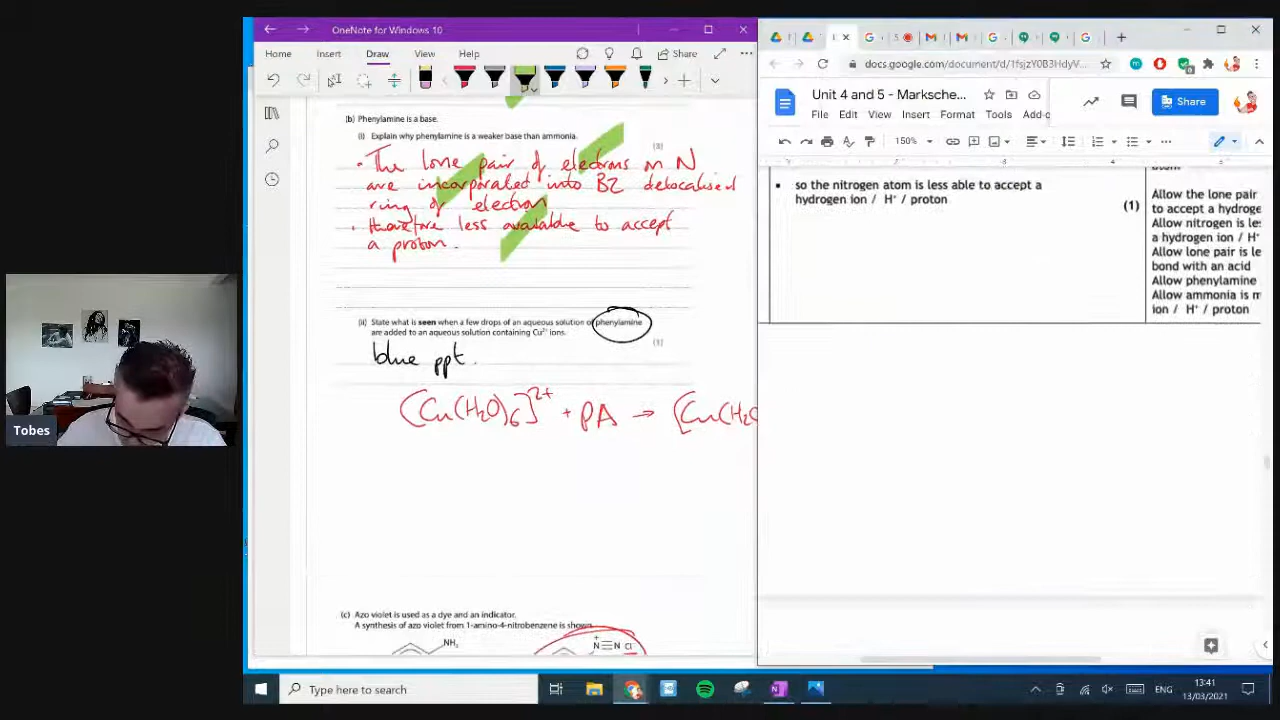 OneNote for Windows 10
Home Insert Draw View Help Share
(b) Phenylamine is a base.
(i) Explain why phenylamine is a weaker base than ammonia.
(3)
• The lone pair of electrons on N
are incorporated into BZ delocalised
ring of electron
• therefore less available to accept
a proton.
(ii) State what is seen when a few drops of an aqueous solution of phenylamine
are added to an aqueous solution containing Cu²⁺ ions.
(1)
blue ppt.
[Cu(H₂O)₆]²⁺ + PA → [Cu(H₂O
(c) Azo violet is used as a dye and an indicator.
A synthesis of azo violet from 1-amino-4-nitrobenzene is shown.
NH₂
N≡N Cl⁻
+
Tobes
docs.google.com/document/d/1fsjzY0B3HdyV...
Unit 4 and 5 - Marksche...
File Edit View Insert Format Tools Add-o
Share
150%
• so the nitrogen atom is less able to accept a
hydrogen ion / H⁺ / proton
(1)
Allow the lone pair
to accept a hydroge
Allow nitrogen is le
a hydrogen ion / H⁺
Allow lone pair is le
bond with an acid
Allow phenylamine
Allow ammonia is m
ion / H⁺ / proton
Type here to search
ENG
13:41
13/03/2021